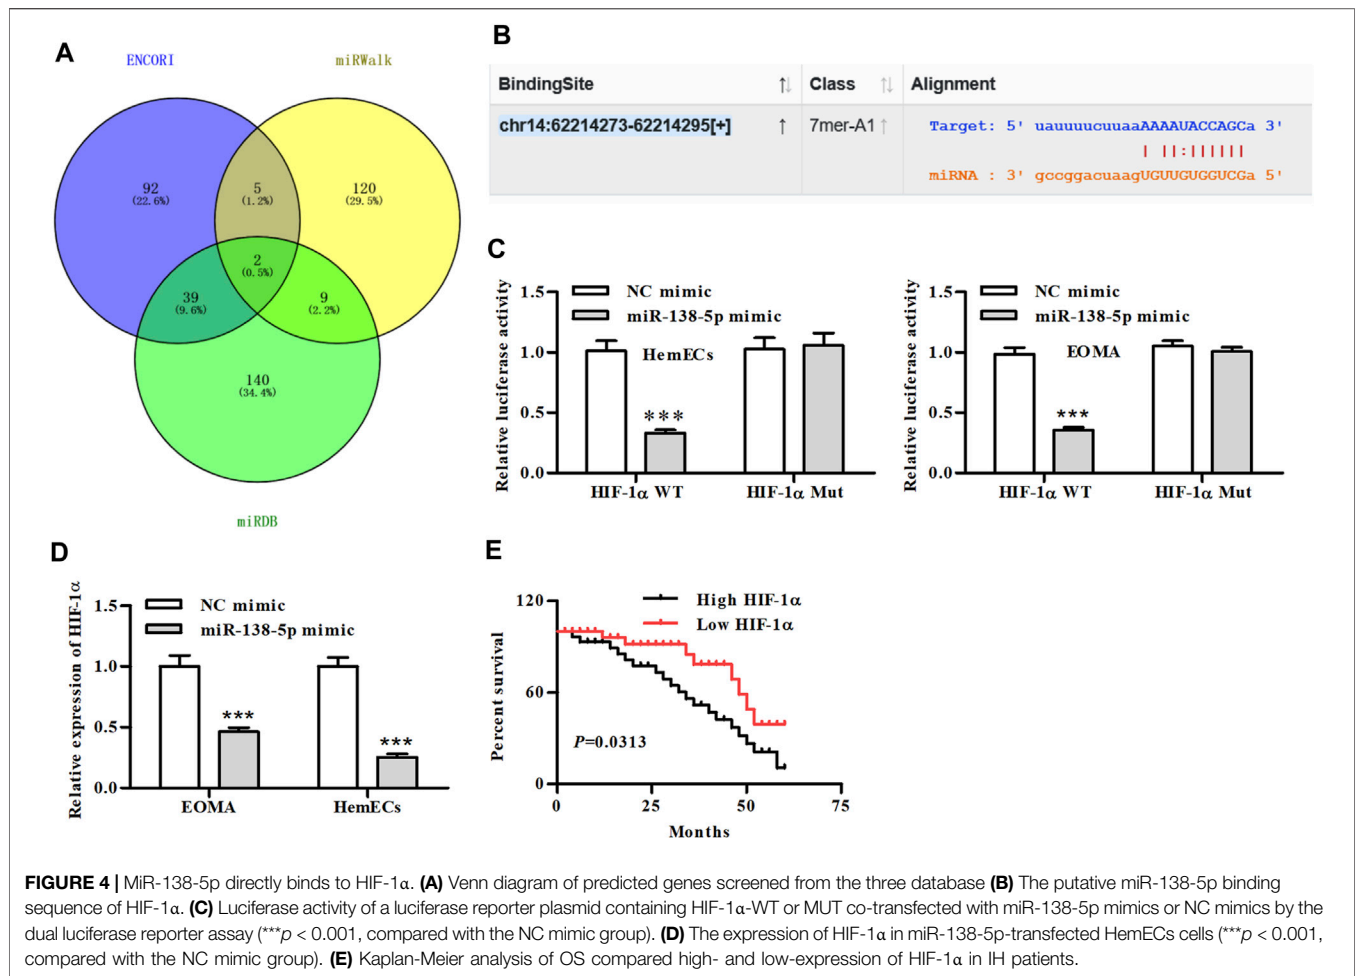 A
ENCORI
miRWalk
92
(22.6%)
5
(1.2%)
120
(29.5%)
2
(0.5%)
39
(9.6%)
9
(2.2%)
140
(34.4%)
miRDB
B
BindingSite ↑↓ Class ↑↓ Alignment
chr14:62214273-62214295[+] ↑ 7mer-A1 ↑ Target: 5' uauuuucuuaaAAAAUACCAGCa 3'
| ||:||||||
miRNA : 3' gccggacuaagUGUUGUGGUCGa 5'
C
Relative luciferase activity
1.5
1.0
0.5
0.0
NC mimic
miR-138-5p mimic
HemECs
***
HIF-1α WT
HIF-1α Mut
Relative luciferase activity
1.5
1.0
0.5
0.0
NC mimic
miR-138-5p mimic
EOMA
***
HIF-1α WT
HIF-1α Mut
D
Relative expression of HIF-1α
1.5
1.0
0.5
0.0
NC mimic
miR-138-5p mimic
***
***
EOMA
HemECs
E
Percent survival
120
60
0
High HIF-1α
Low HIF-1α
P=0.0313
0
25
50
75
Months
FIGURE 4 | MiR-138-5p directly binds to HIF-1α. (A) Venn diagram of predicted genes screened from the three database (B) The putative miR-138-5p binding
sequence of HIF-1α. (C) Luciferase activity of a luciferase reporter plasmid containing HIF-1α-WT or MUT co-transfected with miR-138-5p mimics or NC mimics by the
dual luciferase reporter assay (***p < 0.001, compared with the NC mimic group). (D) The expression of HIF-1α in miR-138-5p-transfected HemECs cells (***p < 0.001,
compared with the NC mimic group). (E) Kaplan-Meier analysis of OS compared high- and low-expression of HIF-1α in IH patients.